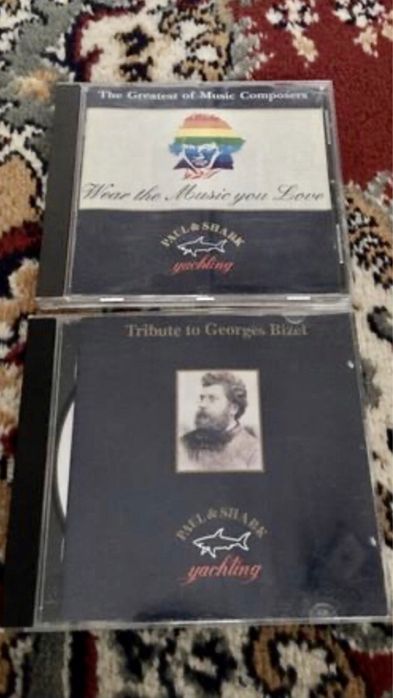 The Greatest of Music Composers
Wear the Music you Love
PAUL & SHARK
yachting
Tribute to Georges Bizet
PAUL & SHARK
yachting